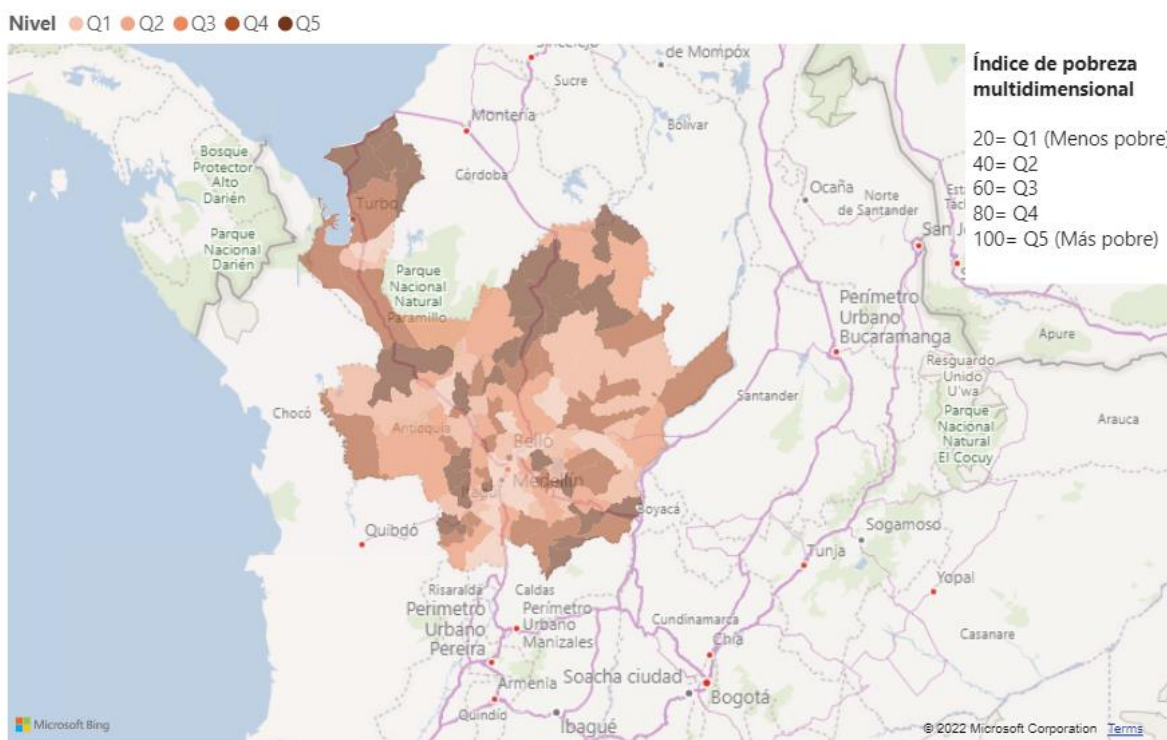 Nivel Q1 Q2 Q3 Q4 Q5
de Mompóx
Sucre
Montería
Bolívar
Córdoba
Bosque
Protector
Alto
Darién
Parque
Nacional
Darién
Turbo
Parque
Nacional
Natural
Paramillo
Ocaña
Norte
de Santander
Índice de pobreza
multidimensional
20= Q1 (Menos pobre)
40= Q2
60= Q3
80= Q4
100= Q5 (Más pobre)
Perímetro
Urbano
Bucaramanga
Apure
Resguardo
Unido
U'wa
Parque
Nacional
Natural
El Cocuy
Arauca
Santander
Chocó
Antioquia
Bello
Medellín
Quibdó
Boyacá
Sogamoso
Tunja
Yopal
Risaralda
Caldas
Perimetro
Urbano
Pereira
Perímetro
Urbano
Manizales
Cundinamarca
Chía
Casanare
Armenia
Soacha ciudad
Bogotá
Quindío
Ibagué
Microsoft Bing
© 2022 Microsoft Corporation Terms